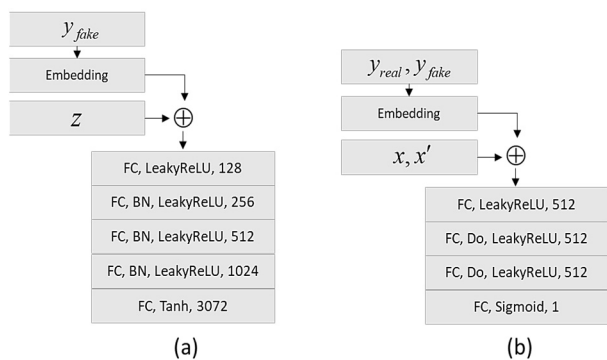 y_fake
Embedding
z
⊕
FC, LeakyReLU, 128
FC, BN, LeakyReLU, 256
FC, BN, LeakyReLU, 512
FC, BN, LeakyReLU, 1024
FC, Tanh, 3072
(a)
y_real, y_fake
Embedding
x, x′
⊕
FC, LeakyReLU, 512
FC, Do, LeakyReLU, 512
FC, Do, LeakyReLU, 512
FC, Sigmoid, 1
(b)